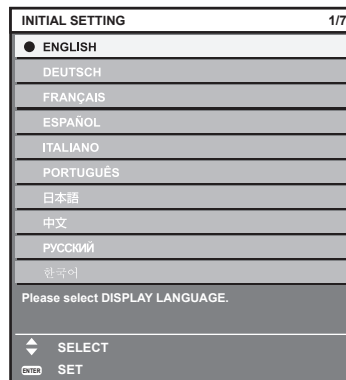 INITIAL SETTING 1/7
ENGLISH
DEUTSCH
FRANÇAIS
ESPAÑOL
ITALIANO
PORTUGUÊS
日本語
中文
РУССКИЙ
한국어
Please select DISPLAY LANGUAGE.
SELECT
ENTER SET